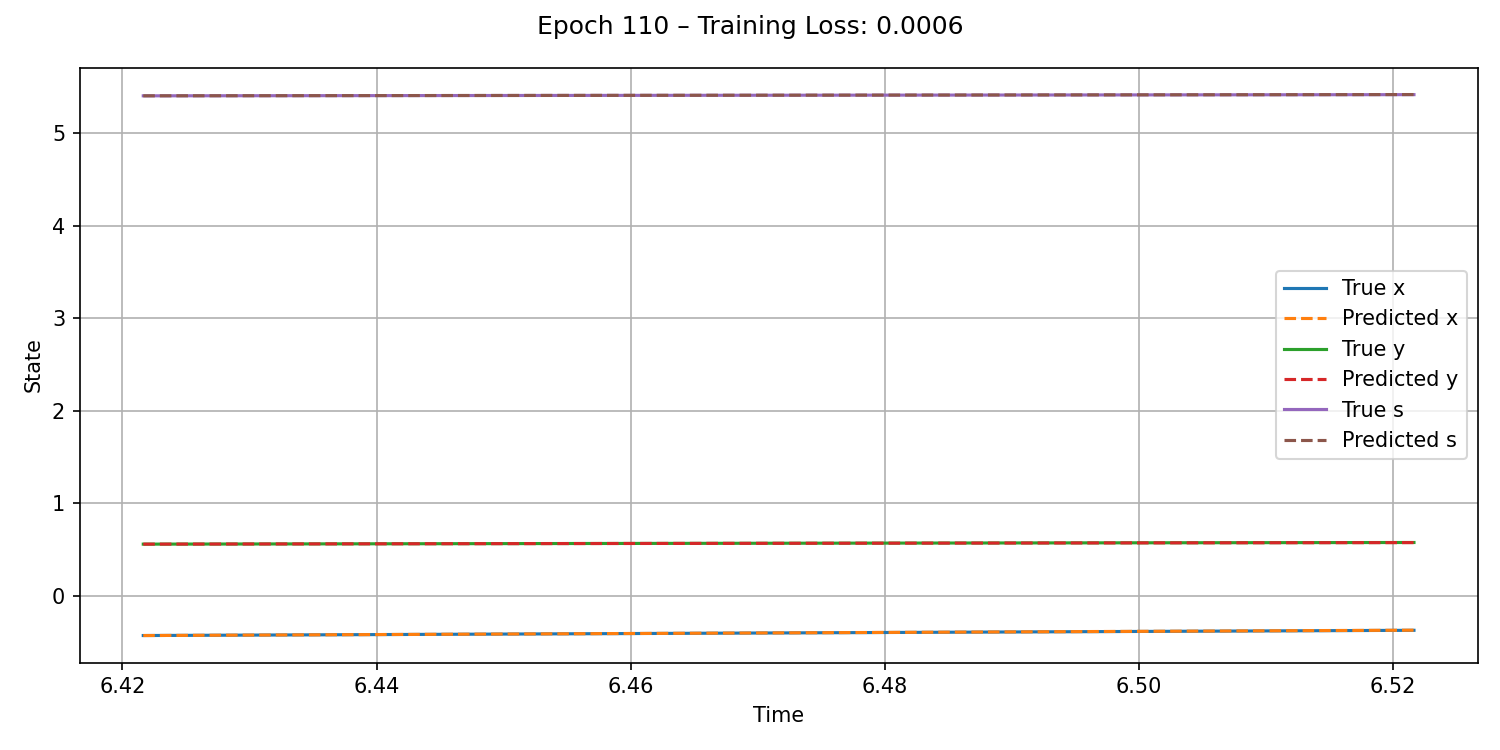 Epoch 110 – Training Loss: 0.0006
State
5
4
3
2
1
0
True x
Predicted x
True y
Predicted y
True s
Predicted s
6.42 6.44 6.46 6.48 6.50 6.52
Time